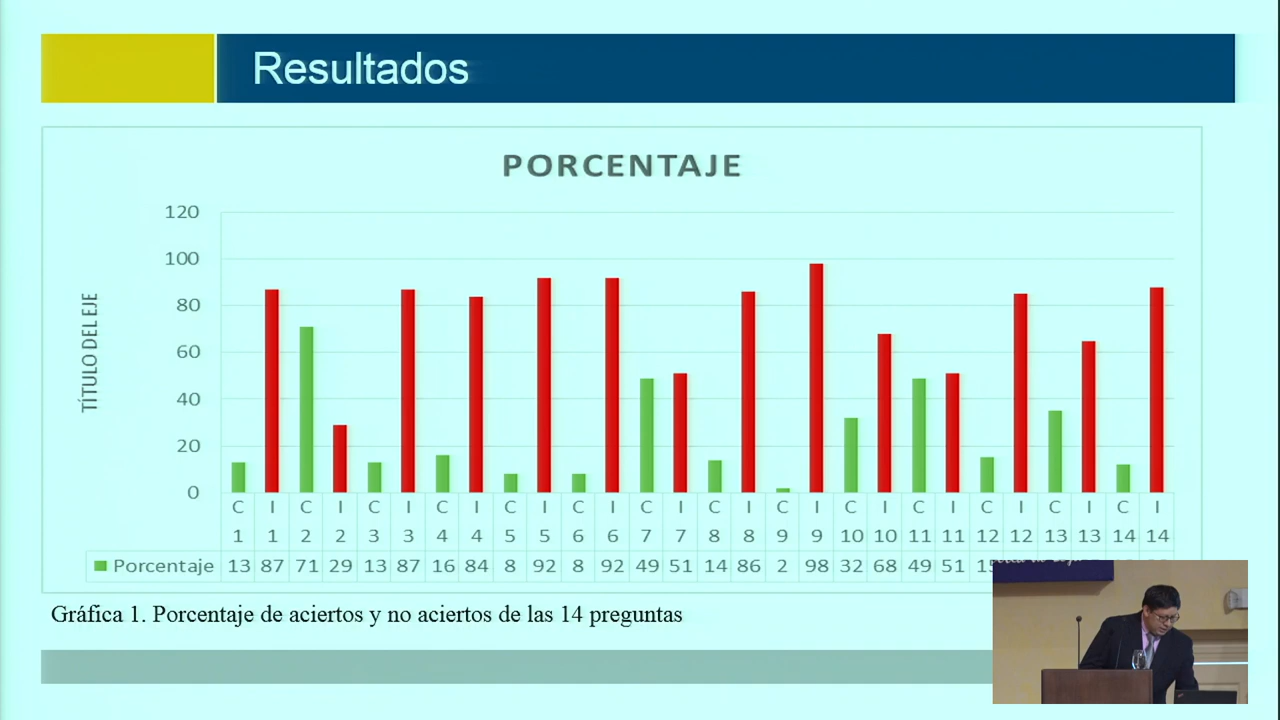 Resultados
PORCENTAJE
TÍTULO DEL EJE
120
100
80
60
40
20
0
C I C I C I C I C I C I C I C I C I C I C I C I C I C I
1 1 2 2 3 3 4 4 5 5 6 6 7 7 8 8 9 9 10 10 11 11 12 12 13 13 14 14
Porcentaje 13 87 71 29 13 87 16 84 8 92 8 92 49 51 14 86 2 98 32 68 49 51
Gráfica 1. Porcentaje de aciertos y no aciertos de las 14 preguntas